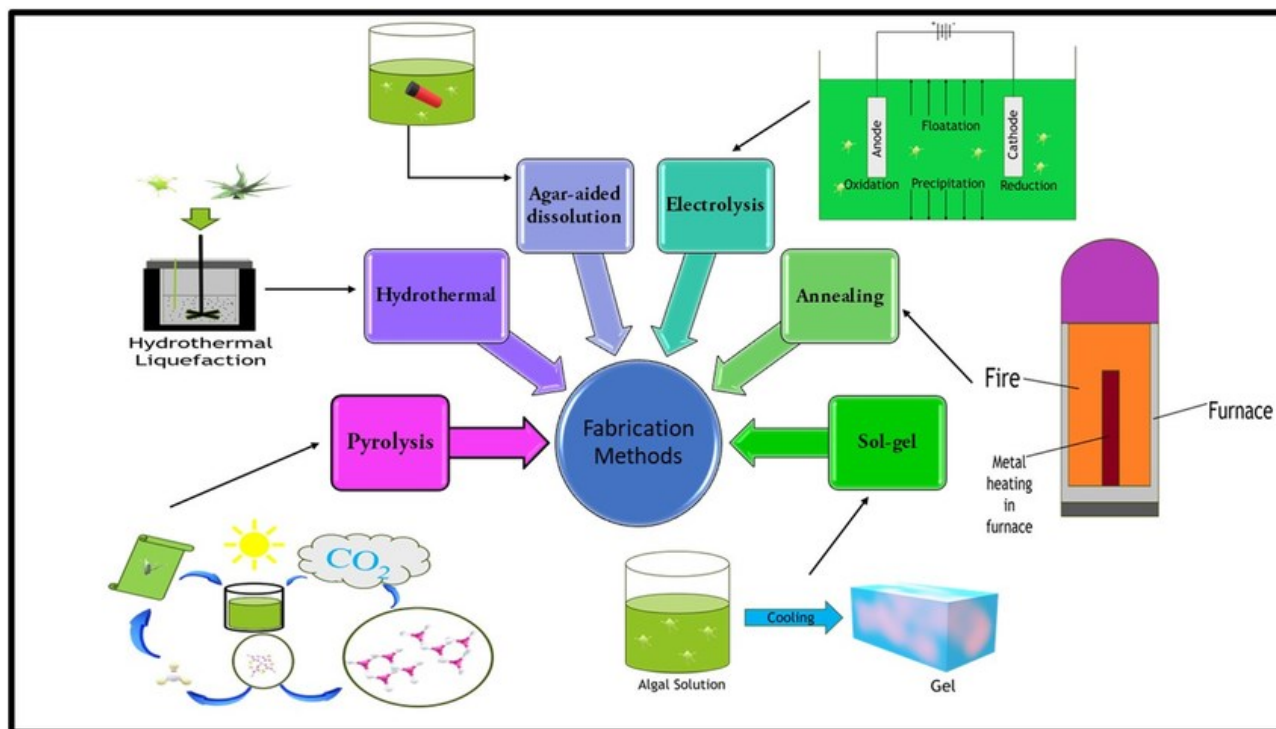 +
-
Anode
Cathode
Floatation
Oxidation
Precipitation
Reduction
Agar-aided
dissolution
Electrolysis
Hydrothermal
Annealing
Hydrothermal
Liquefaction
Fire
Furnace
Metal
heating
in
furnace
Pyrolysis
Fabrication
Methods
Sol-gel
CO2
Cooling
Algal Solution
Gel